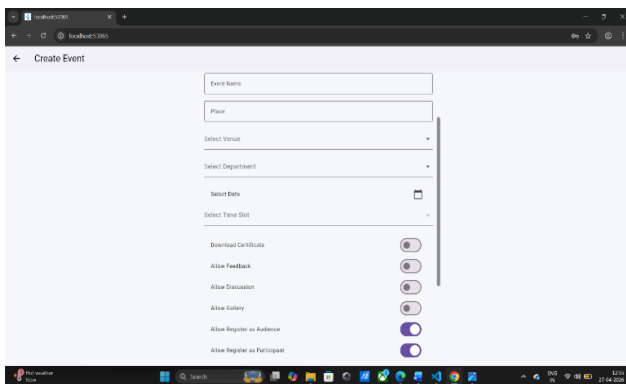 localhost:53065
localhost:53065
Create Event
Event Name
Place
Select Venue
Select Department
Select Date
Select Time Slot
Download Certificate
Allow Feedback
Allow Discussion
Allow Gallery
Allow Register as Audience
Allow Register as Participant
Hot weather
Now
Search
ENG
IN
12:55
27-04-2026